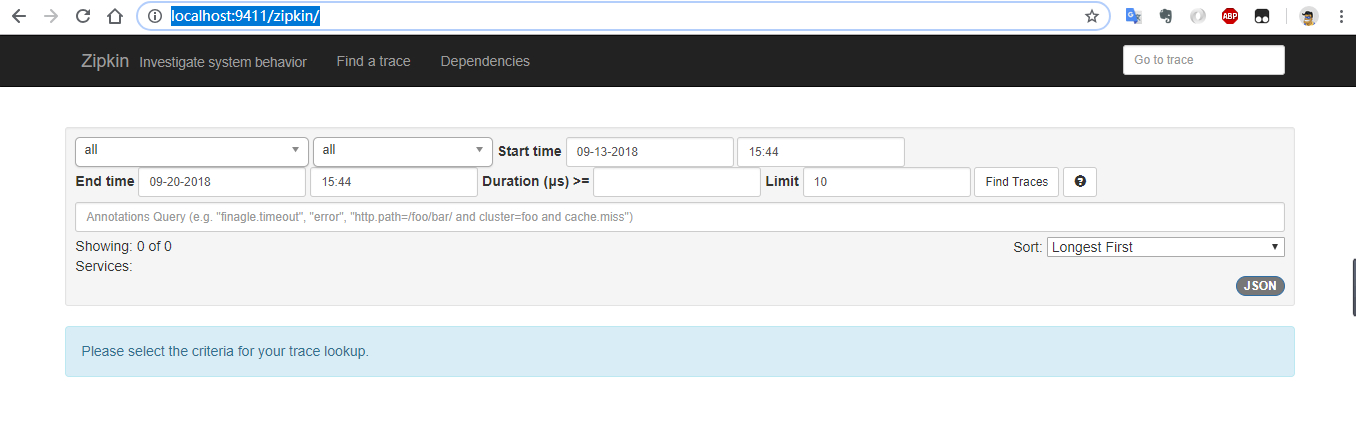 localhost:9411/zipkin/
ABP
Zipkin Investigate system behavior Find a trace Dependencies Go to trace
all all Start time 09-13-2018 15:44
End time 09-20-2018 15:44 Duration (μs) >= Limit 10 Find Traces
Annotations Query (e.g. "finagle.timeout", "error", "http.path=/foo/bar/ and cluster=foo and cache.miss")
Showing: 0 of 0 Sort: Longest First
Services:
JSON
Please select the criteria for your trace lookup.